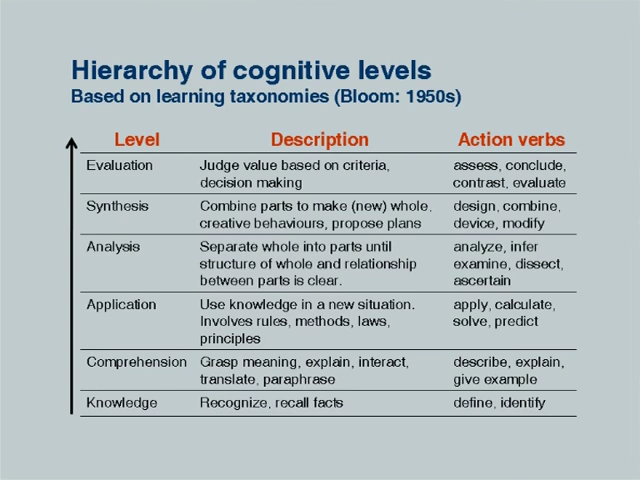 Hierarchy of cognitive levels
Based on learning taxonomies (Bloom: 1950s)
Level Description Action verbs
Evaluation Judge value based on criteria, assess, conclude,
decision making contrast, evaluate
Synthesis Combine parts to make (new) whole, design, combine,
creative behaviours, propose plans device, modify
Analysis Separate whole into parts until analyze, infer
structure of whole and relationship examine, dissect,
between parts is clear. ascertain
Application Use knowledge in a new situation. apply, calculate,
Involves rules, methods, laws, solve, predict
principles
Comprehension Grasp meaning, explain, interact, describe, explain,
translate, paraphrase give example
Knowledge Recognize, recall facts define, identify